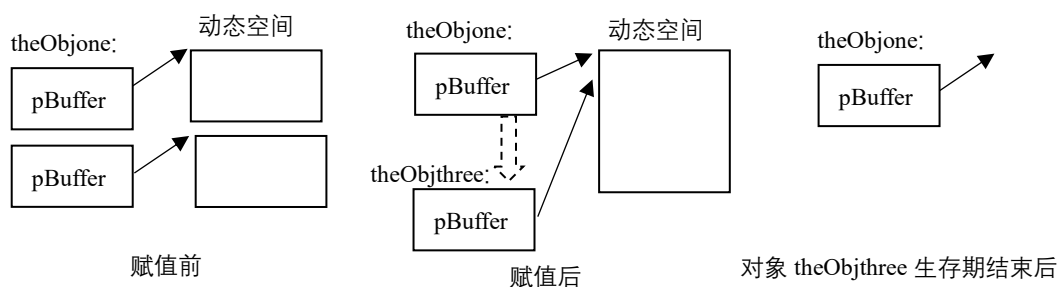 theObjone:
动态空间
pBuffer
pBuffer
赋值前
theObjone:
动态空间
pBuffer
theObjthree:
pBuffer
赋值后
theObjone:
pBuffer
对象 theObjthree 生存期结束后